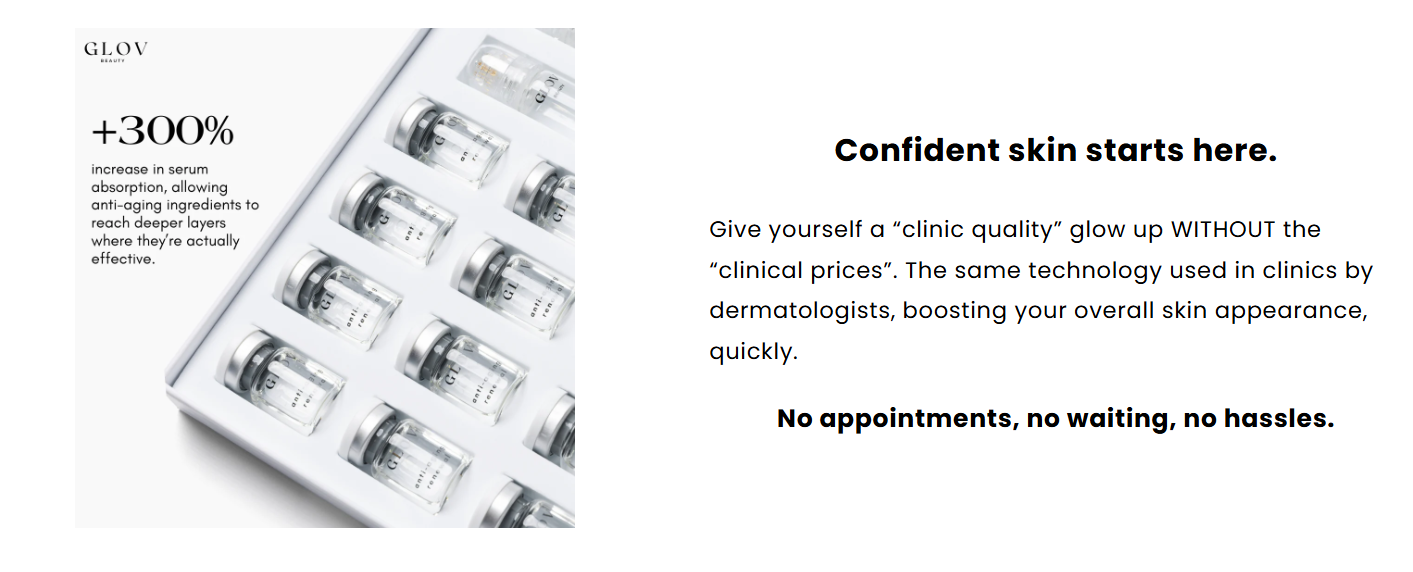 GLOV
BEAUTY
+300%
increase in serum
absorption, allowing
anti-aging ingredients to
reach deeper layers
where they’re actually
effective.
Confident skin starts here.
Give yourself a “clinic quality” glow up WITHOUT the
“clinical prices”. The same technology used in clinics by
dermatologists, boosting your overall skin appearance,
quickly.
No appointments, no waiting, no hassles.